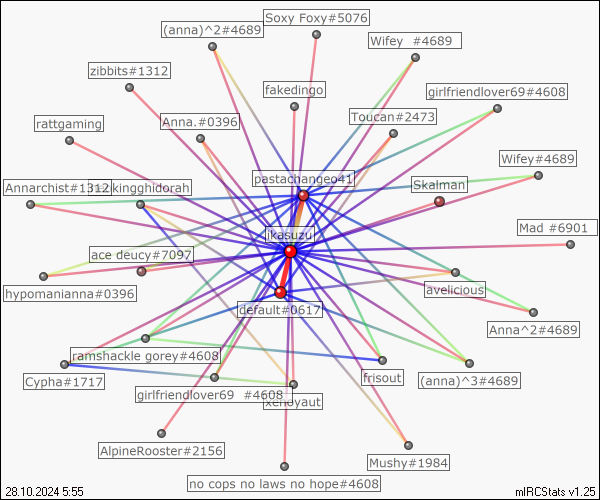 Soxy Foxy#5076
(anna)^2#4689
Wifey  #4689
zibbits#1312
fakedingo
girlfriendlover69#4608
rattgaming
Anna.#0396
Toucan#2473
Wifey#4689
pastachangeo41
Skalman
Annarchist#1312
kingghidorah
Mad #6901
jkasuzu
ace deucy#7097
hypomanianna#0396
avelicious
default#0617
Anna^2#4689
ramshackle gorey#4608
Cypha#1717
frisout
(anna)^3#4689
girlfriendlover69  #4608
xenoyaut
AlpineRooster#2156
Mushy#1984
no cops no laws no hope#4608
28.10.2024 5:55
mIRCStats v1.25